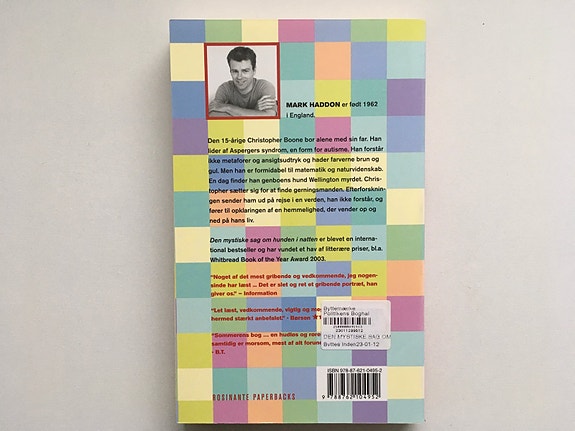 MARK HADDON er født 1962
i England.
Den 15-årige Christopher Boone bor alene med sin far. Han
lider af Aspergers syndrom, en form for autisme. Han forstår
ikke metaforer og ansigtsudtryk og hader farverne brun og
gul. Men han er formidabel til matematik og naturvidenskab.
En dag finder han genboens hund Wellington myrdet. Chris-
topher sætter sig for at finde gerningsmanden. Efterforsknin-
gen sender ham ud på rejse i en verden, han ikke forstår, og
fører til opklaringen af en hemmelighed, der vender op og
ned på hans liv.
Den mystiske sag om hunden i natten er blevet en interna-
tional bestseller og har vundet et hav af litterære priser, bl.a.
Whitbread Book of the Year Award 2003.
"Noget af det mest gribende og vedkommende, jeg nogen-
sinde har læst ... Det er slet og ret et gribende portræt, han
giver os." – Information
"Let læst, vedkommende, vigtig og
hermed stærkt anbefalet" - Børsen
"Sommerens bog ... en hudløs og
samtidig er morsom, mest af alt
- B.T.
Byttemærke
Politikens Boghal
DEN MYSTISKE SAG OM
Byttes inden 23-01-12
ISBN 978-87-621-0495-2
9 788762 104952
ROSINANTE PAPERBACKS